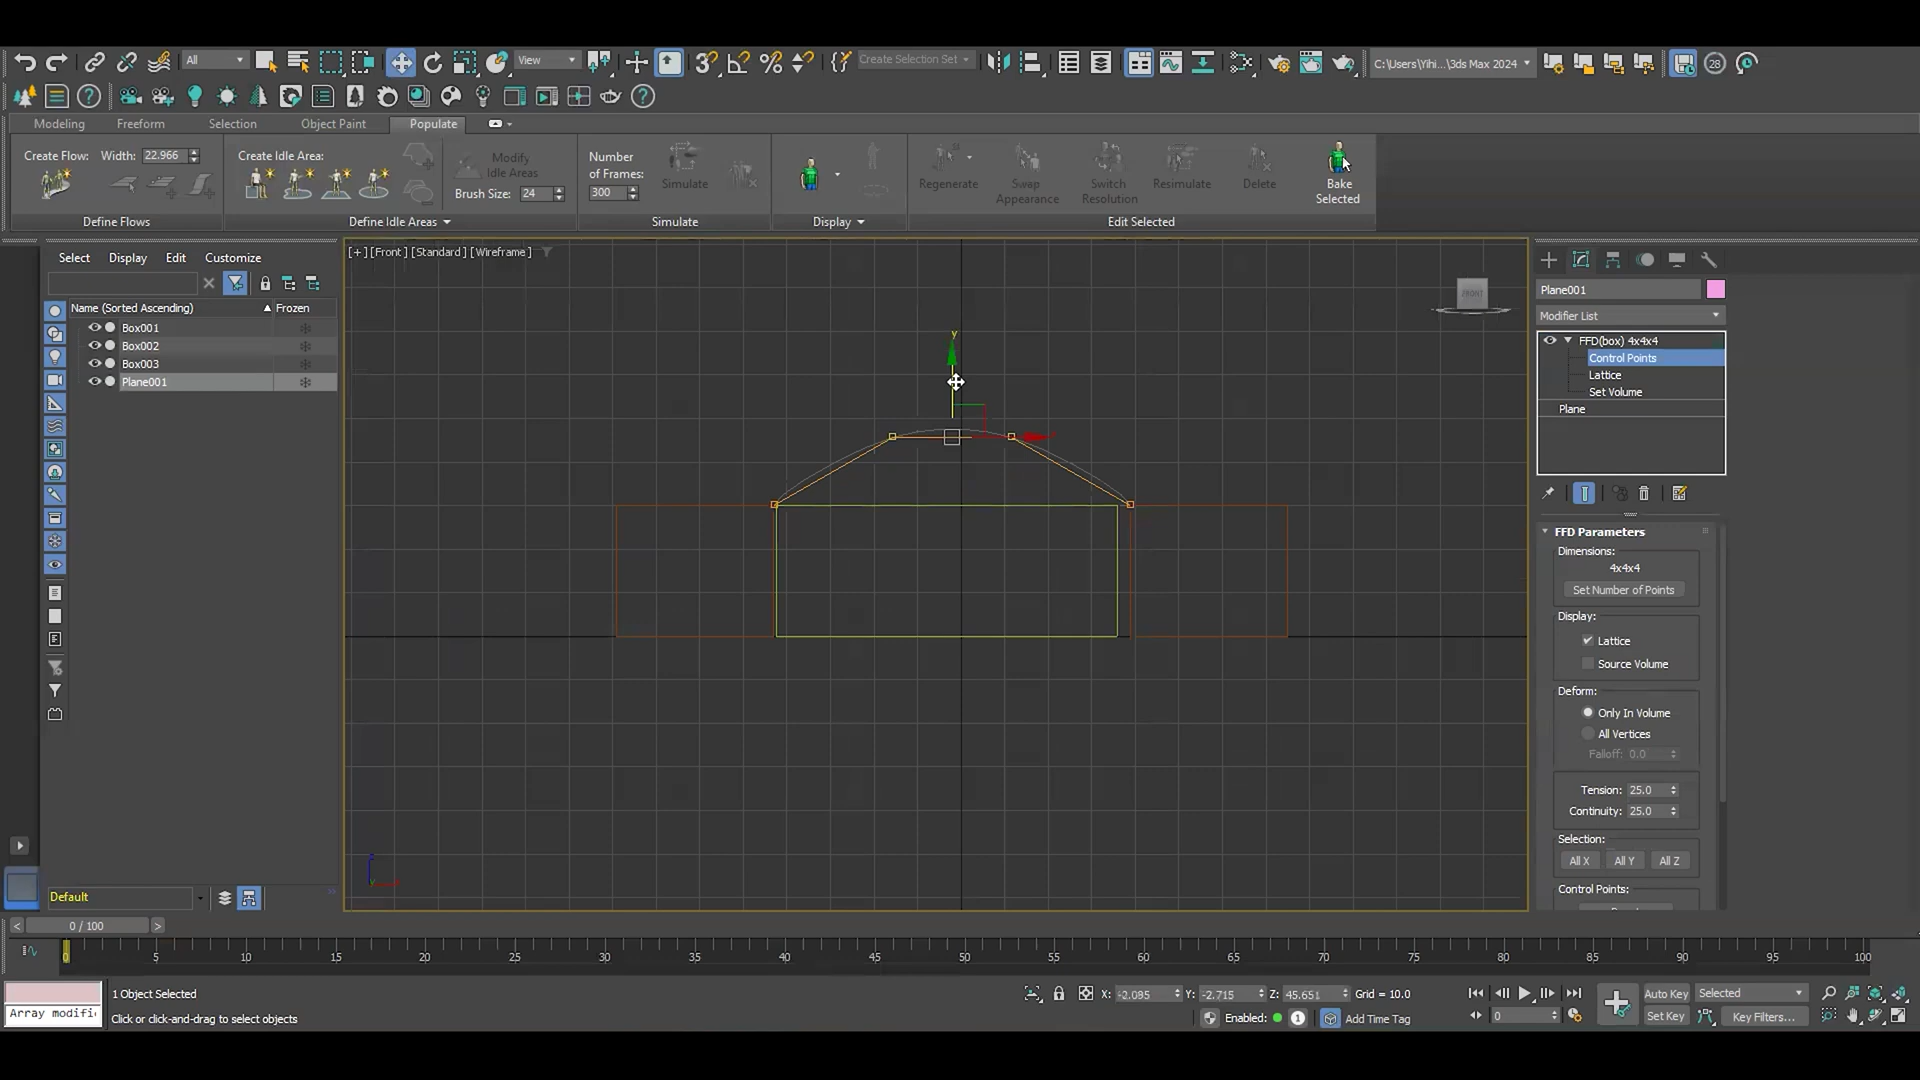 All
View
Create Selection Set
C:\Users\Yihi...\3ds Max 2024
28
Modeling
Freeform
Selection
Object Paint
Populate
Create Flow:
Width:
22.966
Create Idle Area:
Modify
Idle Areas
Brush Size:
24
Number
of Frames:
300
Simulate
Regenerate
Swap
Appearance
Switch
Resolution
Resimulate
Delete
Bake
Selected
Define Flows
Define Idle Areas
Simulate
Display
Edit Selected
Select
Display
Edit
Customize
Name (Sorted Ascending)
Frozen
Box001
Box002
Box003
Plane001
[+] [Front ] [Standard ] [Wireframe ]
y
FRONT
Plane001
Modifier List
FFD(box) 4x4x4
Control Points
Lattice
Set Volume
Plane
FFD Parameters
Dimensions:
4x4x4
Set Number of Points
Display:
Lattice
Source Volume
Deform:
Only In Volume
All Vertices
Falloff: 0.0
Tension: 25.0
Continuity: 25.0
Selection:
All X
All Y
All Z
Control Points:
Default
0 / 100
0
5
10
15
20
25
30
35
40
45
50
55
60
65
70
75
80
85
90
95
100
1 Object Selected
X: -2.085
Y: -2.715
Z: 45.651
Grid = 10.0
Auto Key
Selected
Array modifi
Click or click-and-drag to select objects
Enabled:
1
Add Time Tag
0
Set Key
Key Filters...